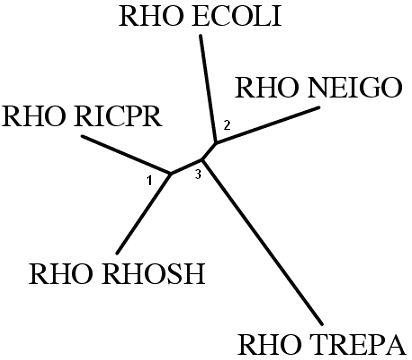 RHO ECOLI
RHO NEIGO
RHO RICPR
2
1
3
RHO RHOSH
RHO TREPA